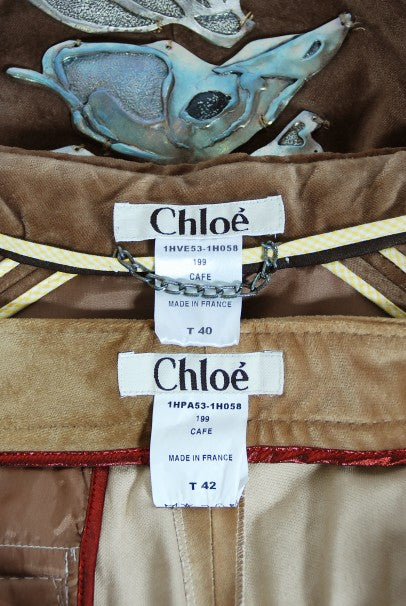 Chloé
1HVE53-1H058
199
CAFE
MADE IN FRANCE
T 40
Chloé
1HPA53-1H058
199
CAFE
MADE IN FRANCE
T 42